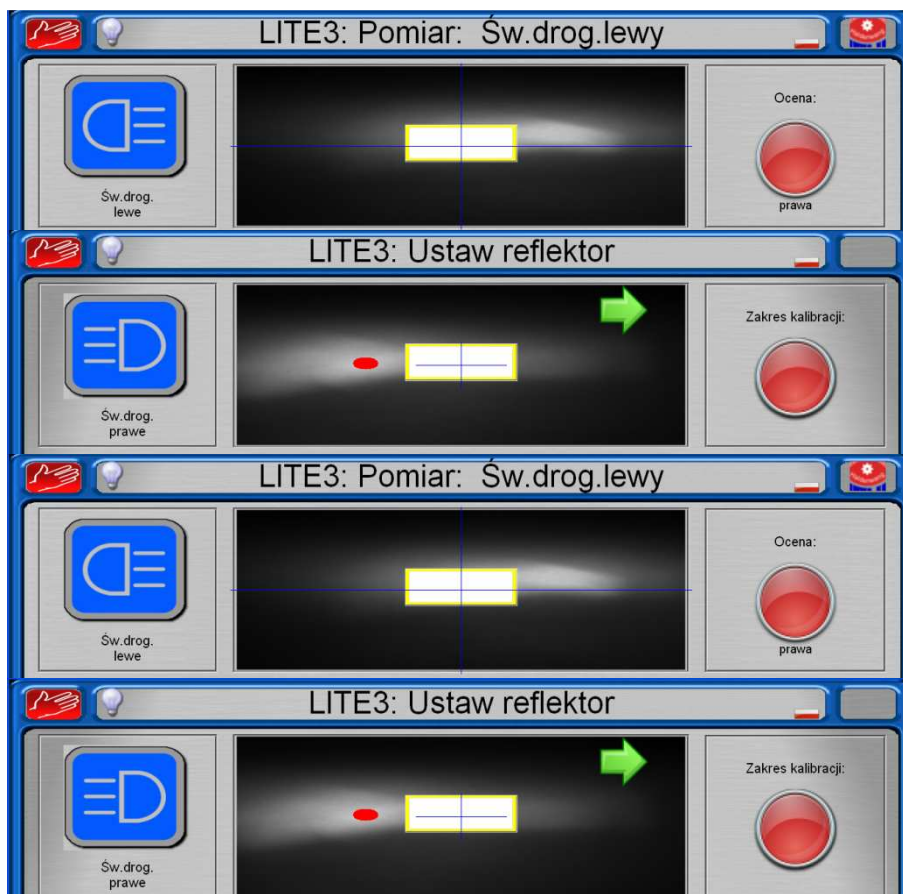 LITE3: Pomiar: Św.drog.lewy
Św.drog.
lewe
Ocena:
prawa
LITE3: Ustaw reflektor
Św.drog.
prawe
Zakres kalibracji:
LITE3: Pomiar: Św.drog.lewy
Św.drog.
lewe
Ocena:
prawa
LITE3: Ustaw reflektor
Św.drog.
prawe
Zakres kalibracji: